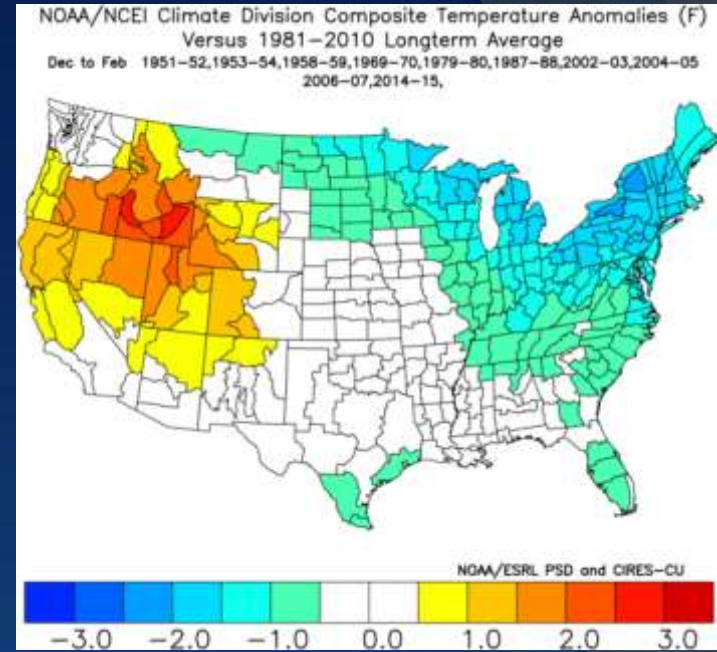 NOAA/NCEI Climate Division Composite Temperature Anomalies (F)
Versus 1981-2010 Longterm Average
Dec to Feb 1951-52,1953-54,1958-59,1969-70,1979-80,1987-88,2002-03,2004-05
2006-07,2014-15,
NOAA/ESRL PSD and CIRES-CU
-3.0 -2.0 -1.0 0.0 1.0 2.0 3.0